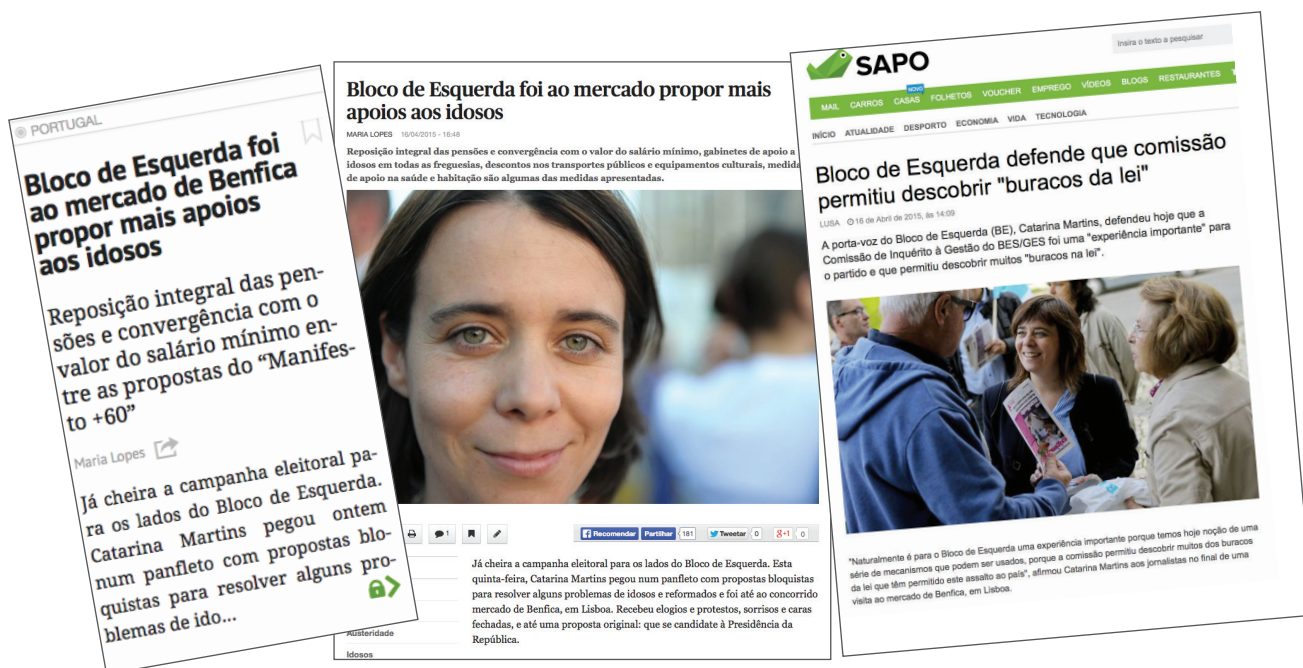 PORTUGAL
Bloco de Esquerda foi
ao mercado de Benfica
propor mais apoios
aos idosos
Reposição integral das pen-
sões e convergência com o
valor do salário mínimo en-
tre as propostas do “Manifes-
to +60”
Maria Lopes
Já cheira a campanha eleitoral pa-
ra os lados do Bloco de Esquerda.
Catarina Martins pegou ontem
num panfleto com propostas blo-
quistas para resolver alguns pro-
blemas de ido...
Bloco de Esquerda foi ao mercado propor mais
apoios aos idosos
MARIA LOPES 16/04/2015 - 16:48
Reposição integral das pensões e convergência com o valor do salário mínimo, gabinetes de apoio a
idosos em todas as freguesias, descontos nos transportes públicos e equipamentos culturais, medida
de apoio na saúde e habitação são algumas das medidas apresentadas.
1
Recomendar Partilhar 181 Tweetar 0 g+1 0
Já cheira a campanha eleitoral para os lados do Bloco de Esquerda. Esta
quinta-feira, Catarina Martins pegou num panfleto com propostas bloquistas
para resolver alguns problemas de idosos e reformados e foi até ao concorrido
mercado de Benfica, em Lisboa. Recebeu elogios e protestos, sorrisos e caras
fechadas, e até uma proposta original: que se candidate à Presidência da
República.
Austeridade
Idosos
SAPO
Insira o texto a pesquisar
NOVO
MAIL CARROS CASAS FOLHETOS VOUCHER EMPREGO VÍDEOS BLOGS RESTAURANTES
INÍCIO ATUALIDADE DESPORTO ECONOMIA VIDA TECNOLOGIA
Bloco de Esquerda defende que comissão
permitiu descobrir "buracos da lei"
LUSA 16 de Abril de 2015, às 14:09
A porta-voz do Bloco de Esquerda (BE), Catarina Martins, defendeu hoje que a
Comissão de Inquérito à Gestão do BES/GES foi uma "experiência importante" para
o partido e que permitiu descobrir muitos "buracos na lei".
"Naturalmente é para o Bloco de Esquerda uma experiência importante porque temos hoje noção de uma
série de mecanismos que podem ser usados, porque a comissão permitiu descobrir muitos dos buracos
da lei que têm permitido este assalto ao país", afirmou Catarina Martins aos jornalistas no final de uma
visita ao mercado de Benfica, em Lisboa.